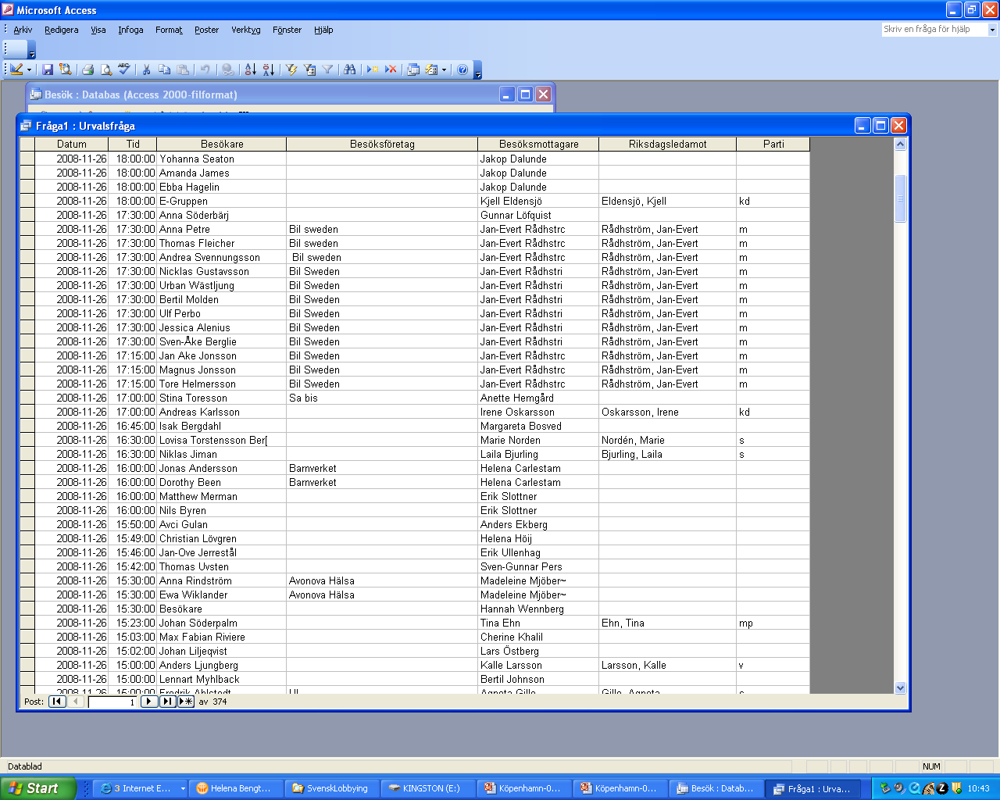 Microsoft Access
Arkiv Redigera Visa Infoga Format Poster Verktyg Fönster Hjälp Skriv en fråga för hjälp
Besök : Databas (Access 2000-filformat)
Fråga1 : Urvalsfråga
Datum Tid Besökare Besöksföretag Besöksmottagare Riksdagsledamot Parti
2008-11-26 18:00:00 Yohanna Seaton Jakop Dalunde
2008-11-26 18:00:00 Amanda James Jakop Dalunde
2008-11-26 18:00:00 Ebba Hagelin Jakop Dalunde
2008-11-26 18:00:00 E-Gruppen Kjell Eldensjö Eldensjö, Kjell kd
2008-11-26 17:30:00 Anna Söderbärj Gunnar Löfquist
2008-11-26 17:30:00 Anna Petre Bil sweden Jan-Evert Rådhstrc Rådhström, Jan-Evert m
2008-11-26 17:30:00 Thomas Fleicher Bil sweden Jan-Evert Rådhstrc Rådhström, Jan-Evert m
2008-11-26 17:30:00 Andrea Svennungsson Bil sweden Jan-Evert Rådhstrc Rådhström, Jan-Evert m
2008-11-26 17:30:00 Nicklas Gustavsson Bil Sweden Jan-Evert Rådhstri Rådhström, Jan-Evert m
2008-11-26 17:30:00 Urban Wästljung Bil Sweden Jan-Evert Rådhstri Rådhström, Jan-Evert m
2008-11-26 17:30:00 Bertil Molden Bil Sweden Jan-Evert Rådhstri Rådhström, Jan-Evert m
2008-11-26 17:30:00 Ulf Perbo Bil Sweden Jan-Evert Rådhstri Rådhström, Jan-Evert m
2008-11-26 17:30:00 Jessica Alenius Bil Sweden Jan-Evert Rådhstri Rådhström, Jan-Evert m
2008-11-26 17:30:00 Sven-Åke Berglie Bil Sweden Jan-Evert Rådhstri Rådhström, Jan-Evert m
2008-11-26 17:15:00 Jan Ake Jonsson Bil Sweden Jan-Evert Rådhstrc Rådhström, Jan-Evert m
2008-11-26 17:15:00 Magnus Jonsson Bil Sweden Jan-Evert Rådhstrc Rådhström, Jan-Evert m
2008-11-26 17:15:00 Tore Helmersson Bil Sweden Jan-Evert Rådhstrc Rådhström, Jan-Evert m
2008-11-26 17:00:00 Stina Toresson Sa bis Anette Hemgård
2008-11-26 17:00:00 Andreas Karlsson Irene Oskarsson Oskarsson, Irene kd
2008-11-26 16:45:00 Isak Bergdahl Margareta Bosved
2008-11-26 16:30:00 Lovisa Torstensson Ber[ Marie Norden Nordén, Marie s
2008-11-26 16:30:00 Niklas Jiman Laila Bjurling Bjurling, Laila s
2008-11-26 16:00:00 Jonas Andersson Barnverket Helena Carlestam
2008-11-26 16:00:00 Dorothy Been Barnverket Helena Carlestam
2008-11-26 16:00:00 Matthew Merman Erik Slottner
2008-11-26 16:00:00 Nils Byren Erik Slottner
2008-11-26 15:50:00 Avci Gulan Anders Ekberg
2008-11-26 15:49:00 Christian Lövgren Helena Höij
2008-11-26 15:46:00 Jan-Ove Jerrestål Erik Ullenhag
2008-11-26 15:42:00 Thomas Uvsten Sven-Gunnar Pers
2008-11-26 15:30:00 Anna Rindström Avonova Hälsa Madeleine Mjöber~
2008-11-26 15:30:00 Ewa Wiklander Avonova Hälsa Madeleine Mjöber~
2008-11-26 15:30:00 Besökare Hannah Wennberg
2008-11-26 15:23:00 Johan Söderpalm Tina Ehn Ehn, Tina mp
2008-11-26 15:03:00 Max Fabian Riviere Cherine Khalil
2008-11-26 15:02:00 Johan Liljeqvist Lars Östberg
2008-11-26 15:00:00 Anders Ljungberg Kalle Larsson Larsson, Kalle v
2008-11-26 15:00:00 Lennart Myhlback Bertil Johnson
2008-11-26 15:00:00 Fredrik Ahlstedt Agneta Gille Gille, Agneta s
Post: 1 av 374
Datablad NUM
Start 3 Internet E... Helena Bengt... SvenskLobbying KINGSTON (E:) Köpenhamn-0... Köpenhamn-0... Besök : Datab... Fråga1 : Urva... 10:43